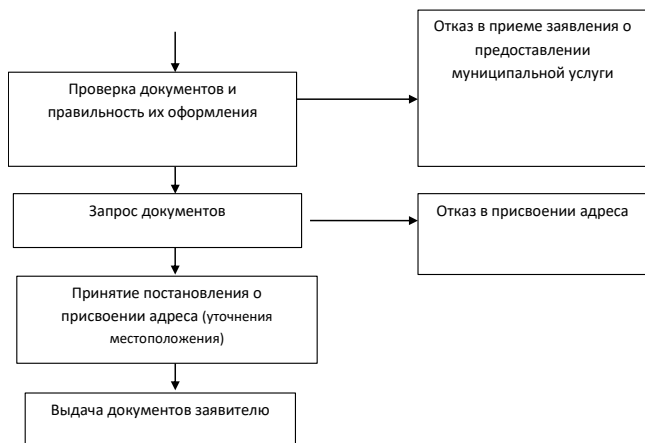 Отказ в приеме заявления о
предоставлении
муниципальной услуги
Проверка документов и
правильность их оформления
Запрос документов
Отказ в присвоении адреса
Принятие постановления о
присвоении адреса (уточнения
местоположения)
Выдача документов заявителю